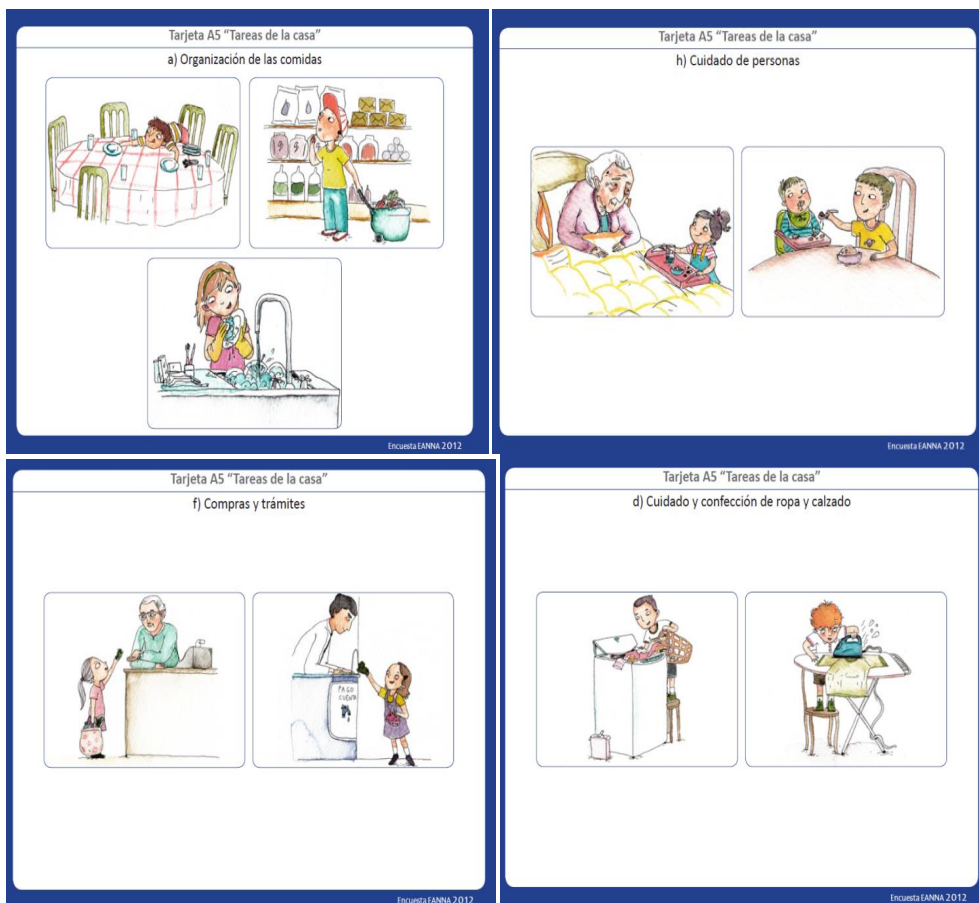 Tarjeta A5 “Tareas de la casa”
a) Organización de las comidas
Encuesta EANNA 2012
Tarjeta A5 “Tareas de la casa”
h) Cuidado de personas
Encuesta EANNA 2012
Tarjeta A5 “Tareas de la casa”
f) Compras y trámites
PAGO
CUENTA
Encuesta EANNA 2012
Tarjeta A5 “Tareas de la casa”
d) Cuidado y confección de ropa y calzado
Encuesta EANNA 2012